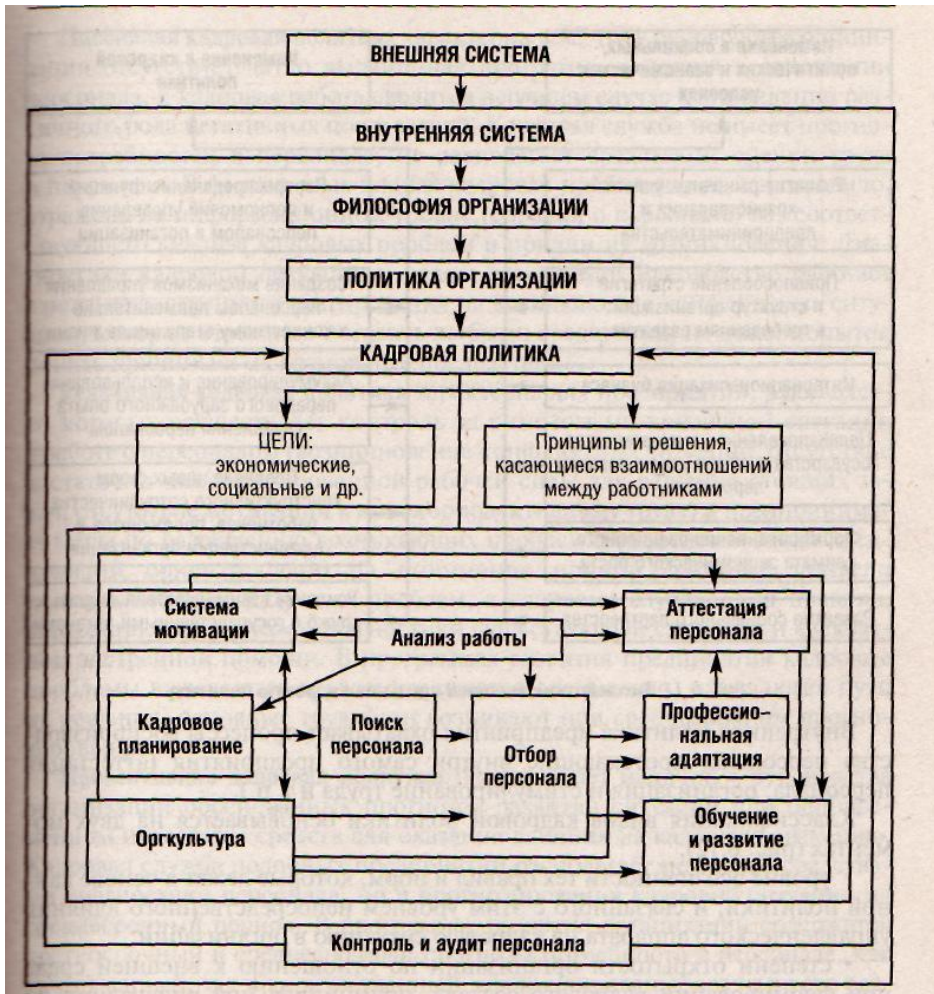 ВНЕШНЯЯ СИСТЕМА
ВНУТРЕННЯЯ СИСТЕМА
ФИЛОСОФИЯ ОРГАНИЗАЦИИ
ПОЛИТИКА ОРГАНИЗАЦИИ
КАДРОВАЯ ПОЛИТИКА
ЦЕЛИ:
экономические,
социальные и др.
Принципы и решения,
касающиеся взаимоотношений
между работниками
Система
мотивации
Анализ работы
Аттестация
персонала
Кадровое
планирование
Поиск
персонала
Отбор
персонала
Профессио-
нальная
адаптация
Оргкультура
Обучение
и развитие
персонала
Контроль и аудит персонала